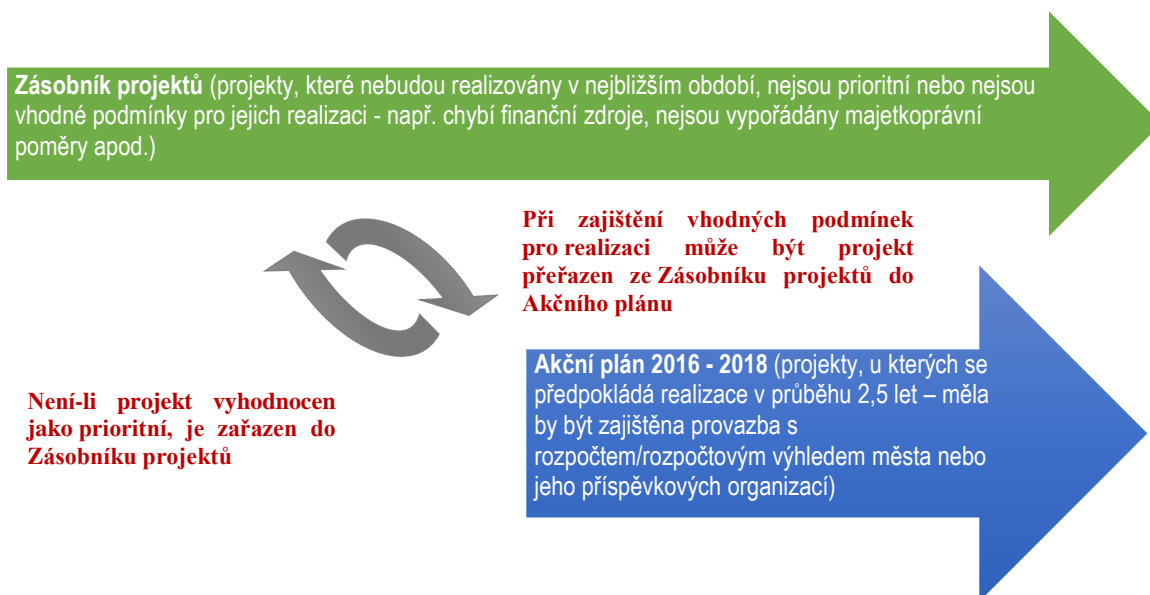 Zásobník projektů (projekty, které nebudou realizovány v nejbližším období, nejsou prioritní nebo nejsou
vhodné podmínky pro jejich realizaci - např. chybí finanční zdroje, nejsou vypořádány majetkoprávní
poměry apod.)
Při zajištění vhodných podmínek
pro realizaci může být projekt
přeřazen ze Zásobníku projektů do
Akčního plánu
Akční plán 2016 - 2018 (projekty, u kterých se
předpokládá realizace v průběhu 2,5 let – měla
by být zajištěna provazba s
rozpočtem/rozpočtovým výhledem města nebo
jeho příspěvkových organizací)
Není-li projekt vyhodnocen
jako prioritní, je zařazen do
Zásobníku projektů